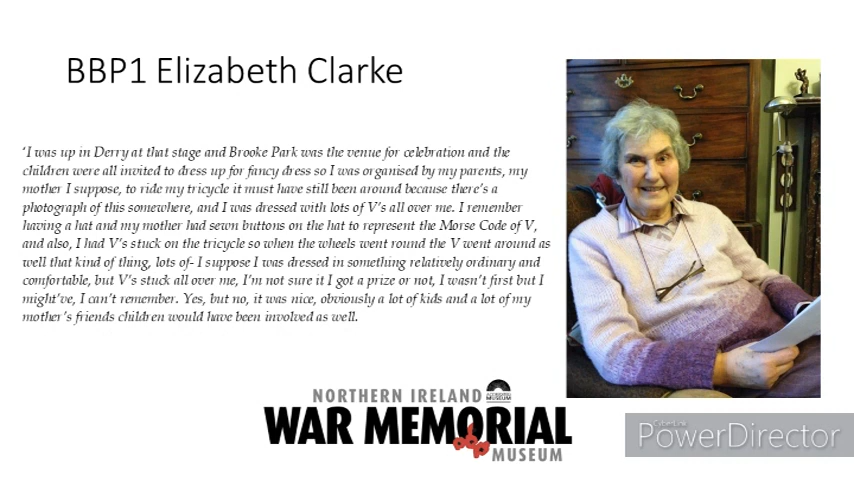 BBP1 Elizabeth Clarke
‘I was up in Derry at that stage and Brooke Park was the venue for celebration and the
children were all invited to dress up for fancy dress so I was organised by my parents, my
mother I suppose, to ride my tricycle it must have still been around because there’s a
photograph of this somewhere, and I was dressed with lots of V’s all over me. I remember
having a hat and my mother had sewn buttons on the hat to represent the Morse Code of V,
and also, I had V’s stuck on the tricycle so when the wheels went round the V went around as
well that kind of thing, lots of- I suppose I was dressed in something relatively ordinary and
comfortable, but V’s stuck all over me, I’m not sure it I got a prize or not, I wasn’t first but I
might’ve, I can’t remember. Yes, but no, it was nice, obviously a lot of kids and a lot of my
mother’s friends children would have been involved as well.
NORTHERN IRELAND
WAR MEMORIAL
MUSEUM
CyberLink
PowerDirector